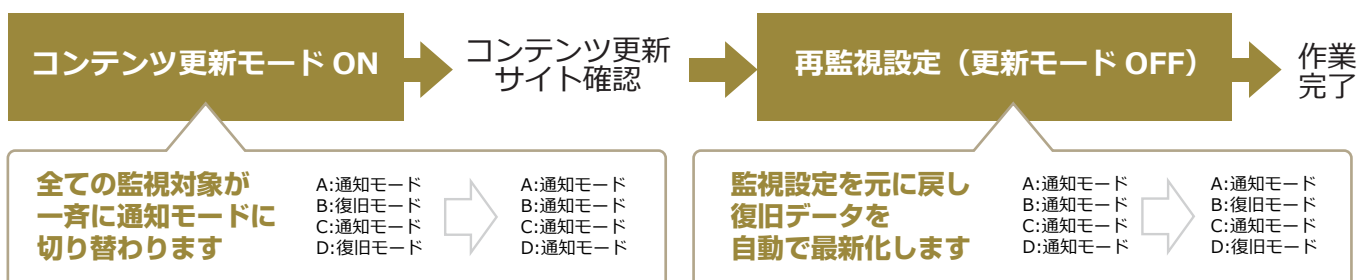 コンテンツ更新モード ON
コンテンツ更新
サイト確認
再監視設定（更新モード OFF）
作業
完了
全ての監視対象が
一斉に通知モードに
切り替わります
A:通知モード
B:復旧モード
C:通知モード
D:復旧モード
A:通知モード
B:通知モード
C:通知モード
D:通知モード
監視設定を元に戻し
復旧データを
自動で最新化します
A:通知モード
B:通知モード
C:通知モード
D:通知モード
A:通知モード
B:復旧モード
C:通知モード
D:復旧モード